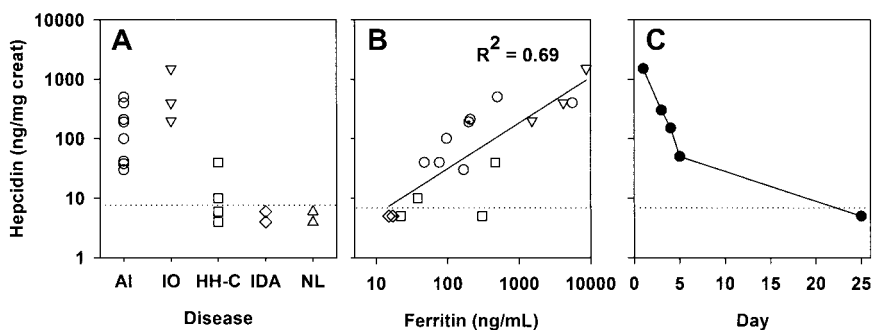 Hepcidin (ng/mg creat)
10000
1000
100
10
1
A
AI IO HH-C IDA NL
Disease
B
R² = 0.69
10 100 1000 10000
Ferritin (ng/mL)
C
0 5 10 15 20 25
Day